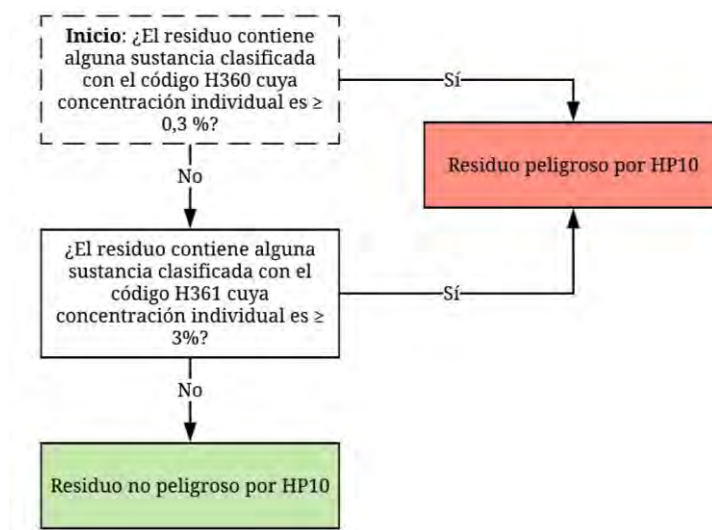 Inicio: ¿El residuo contiene
alguna sustancia clasificada
con el código H360 cuya
concentración individual es ≥
0,3 %?
Sí
Residuo peligroso por HP10
No
¿El residuo contiene alguna
sustancia clasificada con el
código H361 cuya
concentración individual es ≥
3%?
Sí
No
Residuo no peligroso por HP10